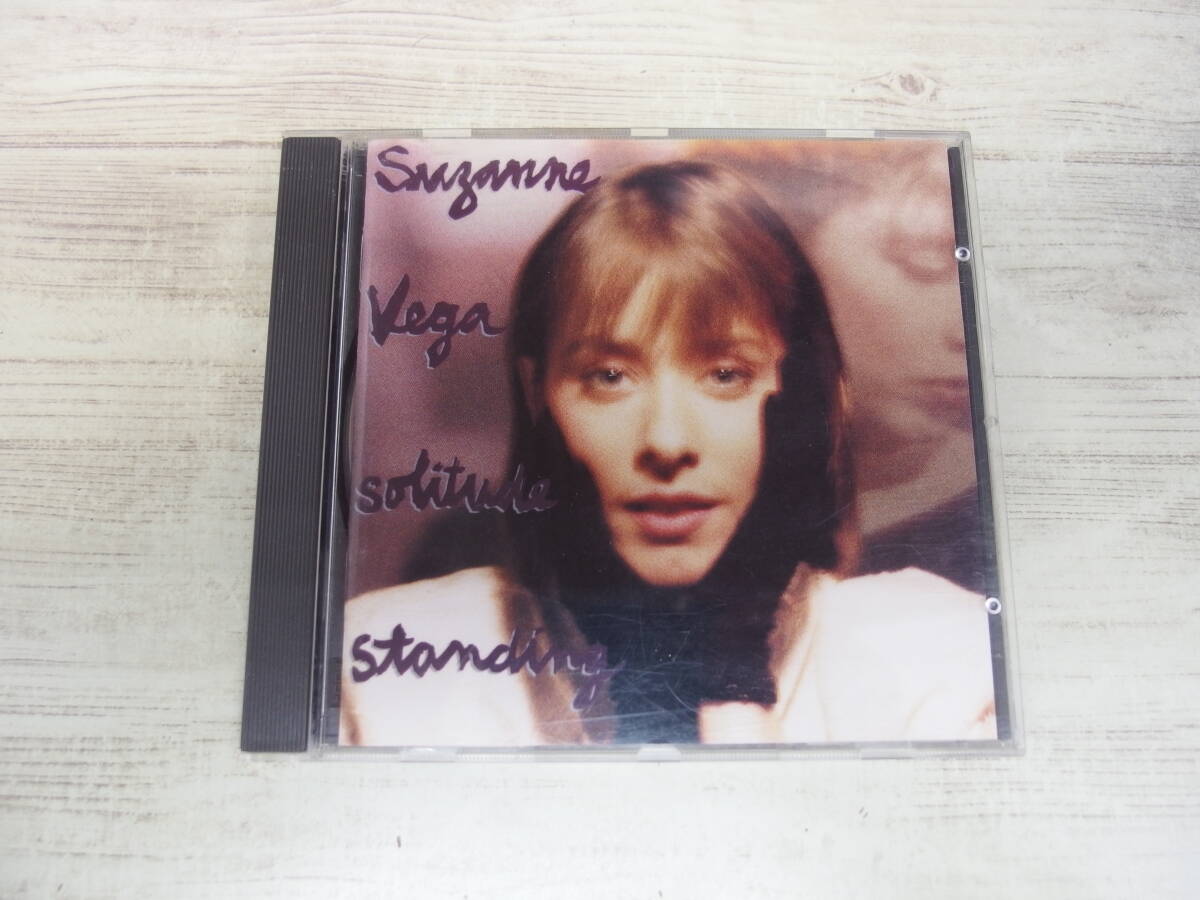 Suzanne
Vega
solitude
standing